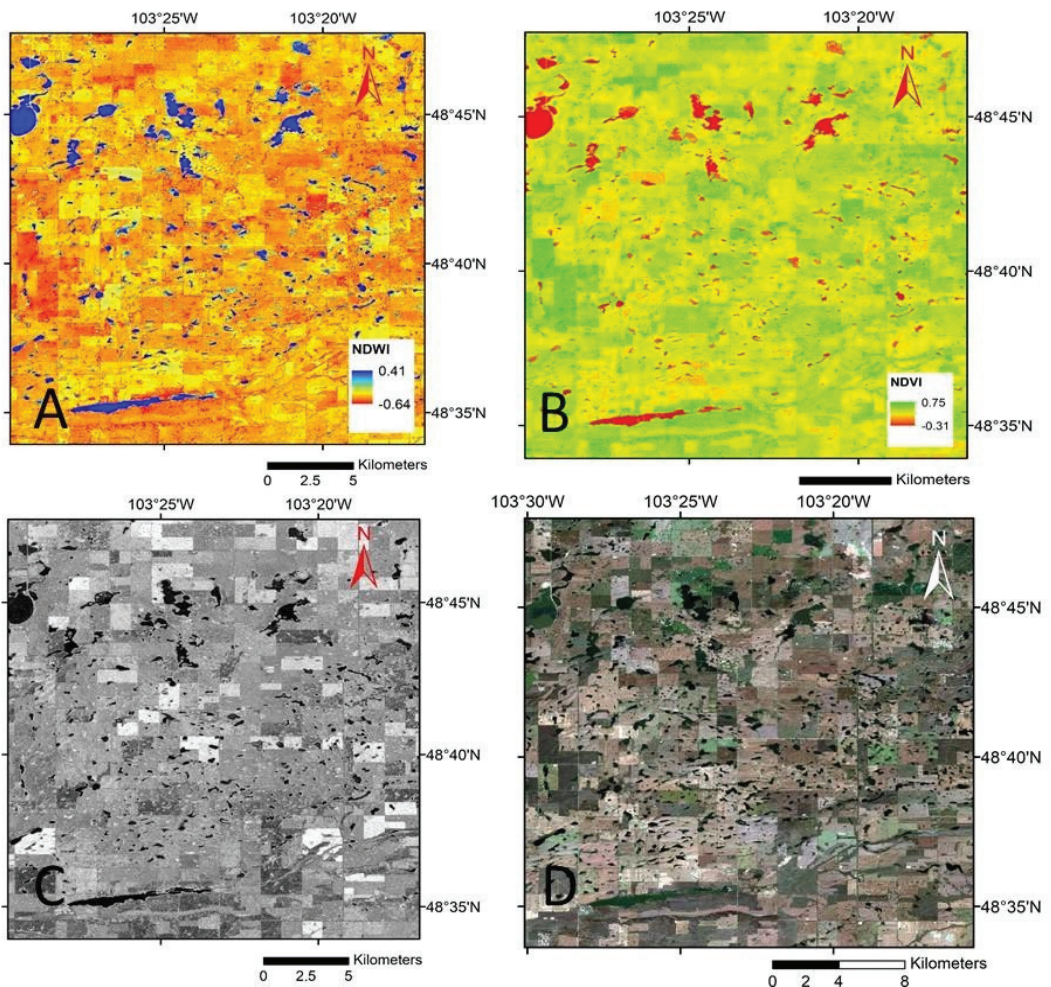 103°25'W 103°20'W
N
48°45'N
48°40'N
48°35'N
NDWI
0.41
-0.64
A
0 2.5 5 Kilometers
103°25'W 103°20'W
N
48°45'N
48°40'N
48°35'N
NDVI
0.75
-0.31
B
Kilometers
103°25'W 103°20'W
N
48°45'N
48°40'N
48°35'N
C
0 2.5 5 Kilometers
103°30'W 103°25'W 103°20'W
N
48°45'N
48°40'N
48°35'N
D
0 2 4 8 Kilometers